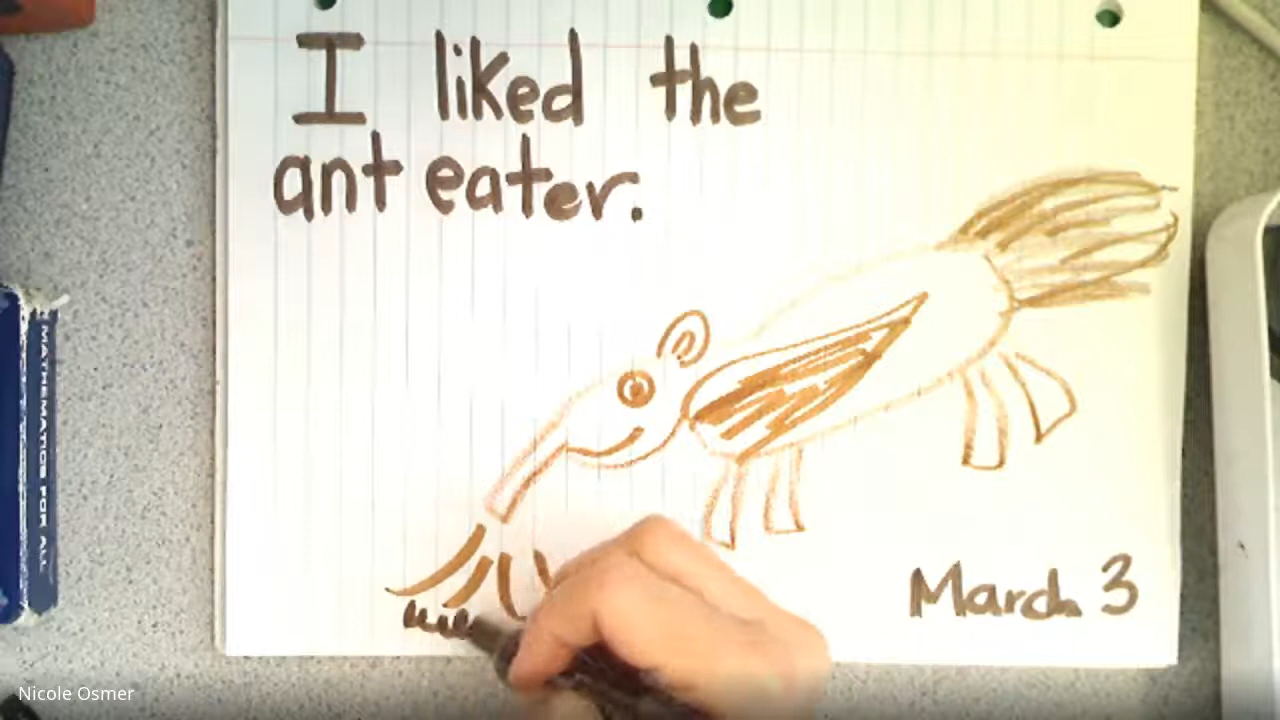 I liked the
ant eater.
March 3
MATHEMATICS FOR ALL
Nicole Osmer